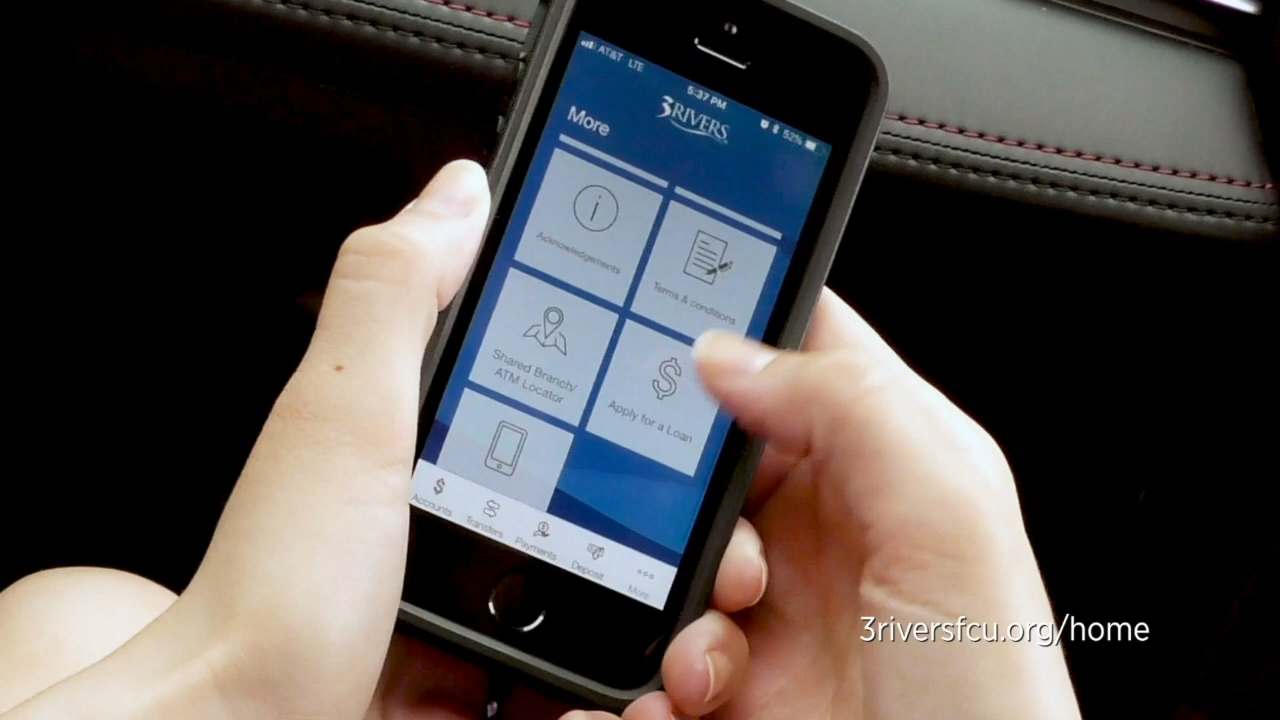 AT&T LTE
5:37 PM
52%
3RIVERS
More
Acknowledgements
Terms & conditions
Shared Branch/
ATM Locator
Apply for a Loan
Accounts
Transfers
Payments
Deposit
More
3riversfcu.org/home